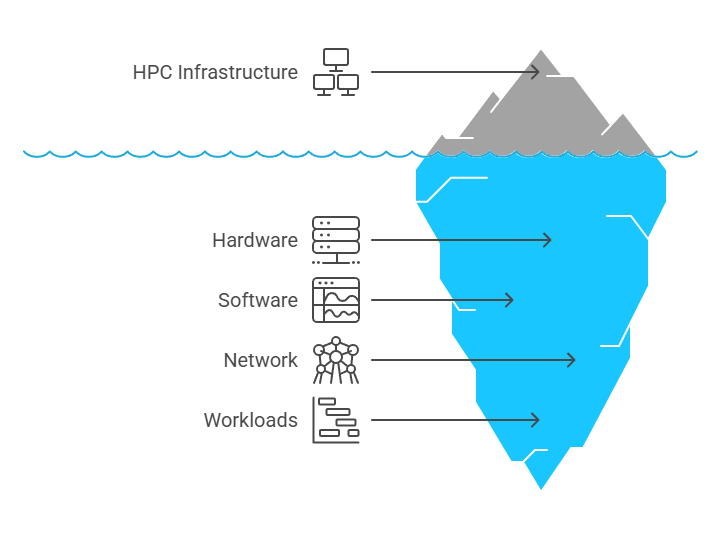 HPC Infrastructure
Hardware
Software
Network
Workloads